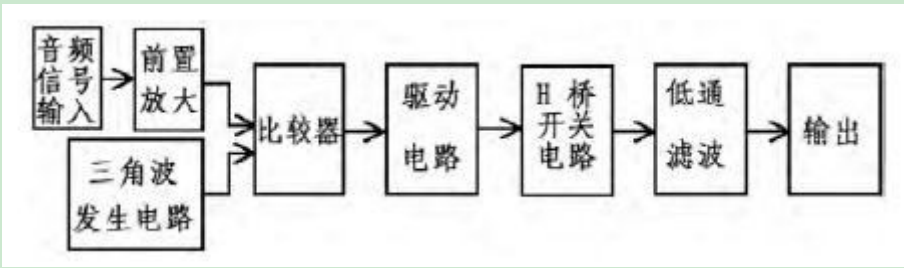 音频
信号
输入
前置
放大
三角波
发生电路
比较器
驱动
电路
H桥
开关
电路
低通
滤波
输出